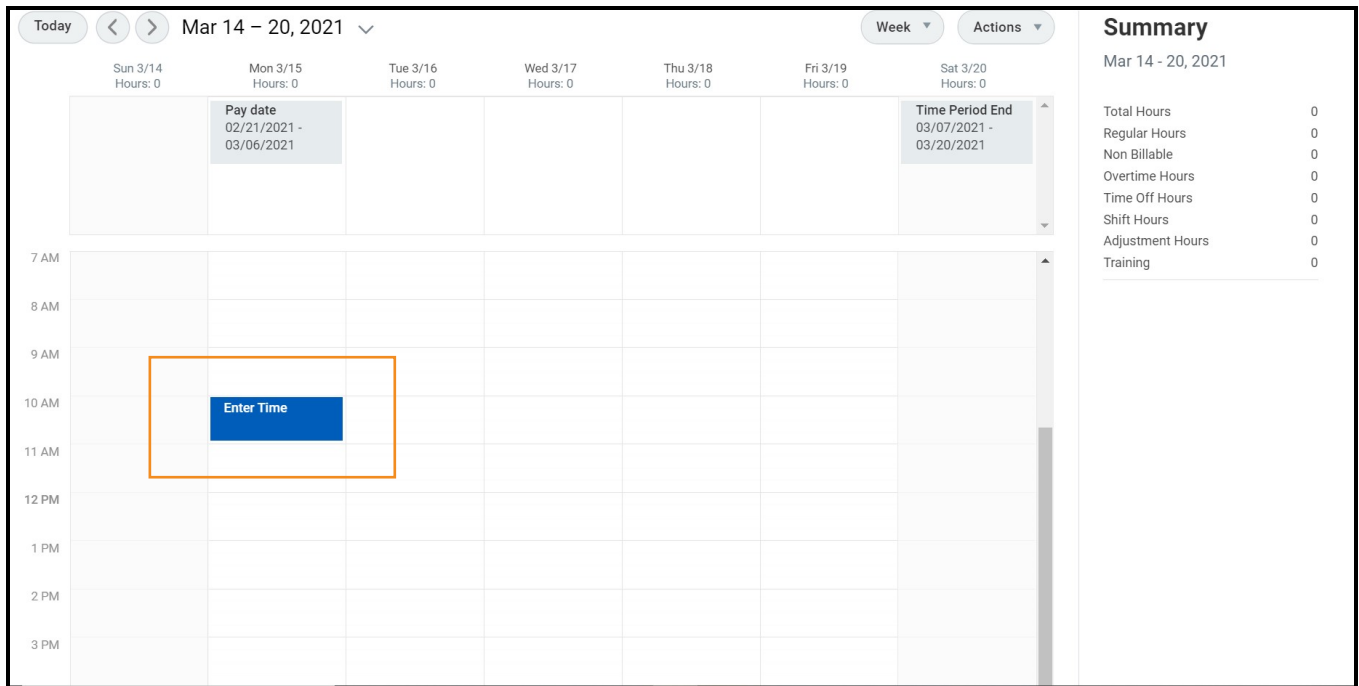 Today
Mar 14 – 20, 2021
Week
Actions
Sun 3/14
Hours: 0
Mon 3/15
Hours: 0
Tue 3/16
Hours: 0
Wed 3/17
Hours: 0
Thu 3/18
Hours: 0
Fri 3/19
Hours: 0
Sat 3/20
Hours: 0
Pay date
02/21/2021 -
03/06/2021
Time Period End
03/07/2021 -
03/20/2021
7 AM
8 AM
9 AM
10 AM
Enter Time
11 AM
12 PM
1 PM
2 PM
3 PM
Summary
Mar 14 - 20, 2021
Total Hours 0
Regular Hours 0
Non Billable 0
Overtime Hours 0
Time Off Hours 0
Shift Hours 0
Adjustment Hours 0
Training 0